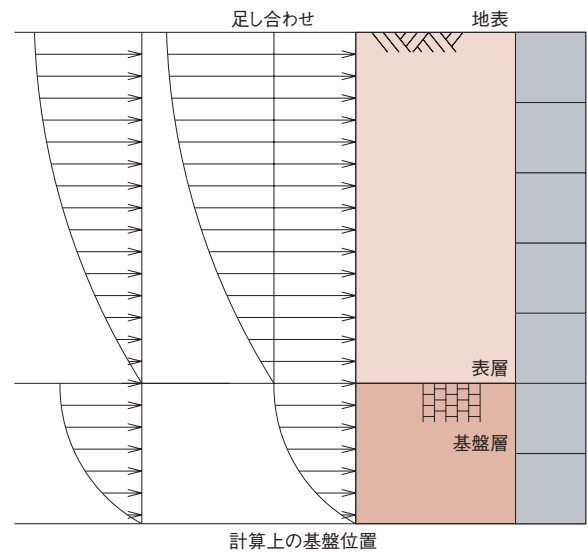 足し合わせ
地表
表層
基盤層
計算上の基盤位置